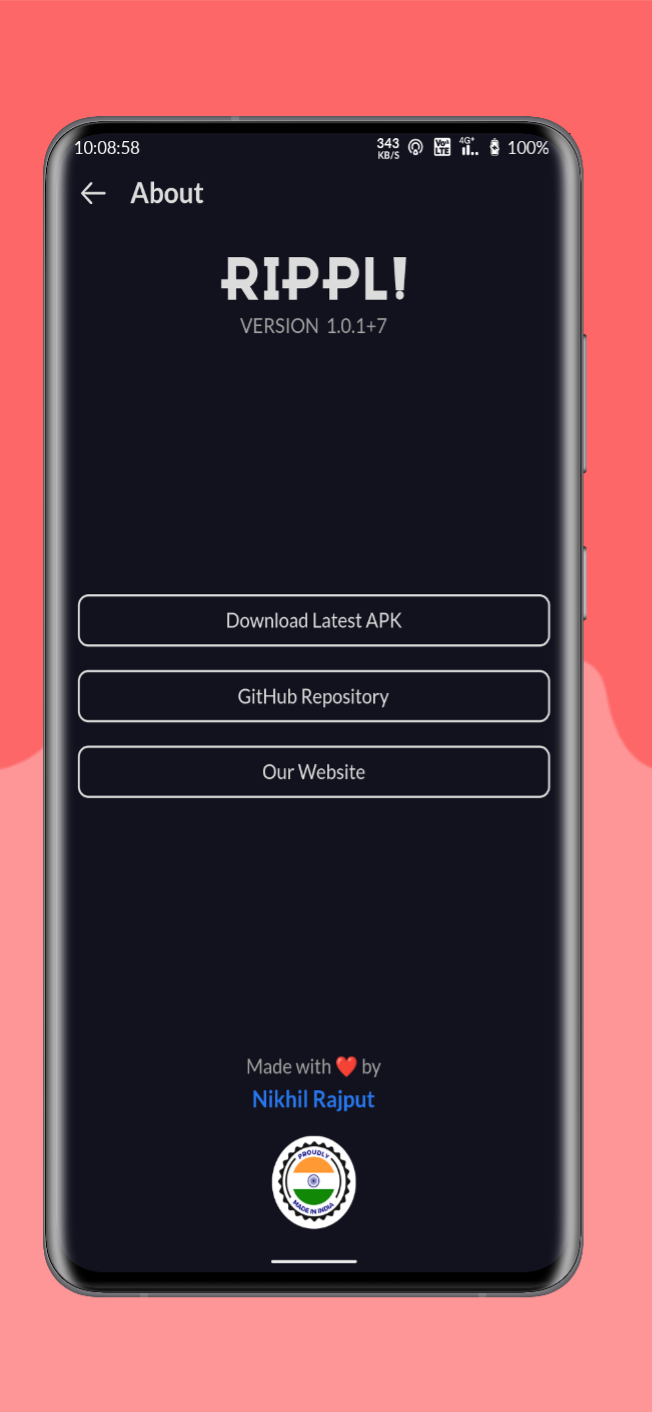 10:08:58
343
KB/S
Vo
LTE
4G+
100%
About
RIPPL!
VERSION 1.0.1+7
Download Latest APK
GitHub Repository
Our Website
Made with ❤️ by
Nikhil Rajput
PROUDLY
MADE IN INDIA